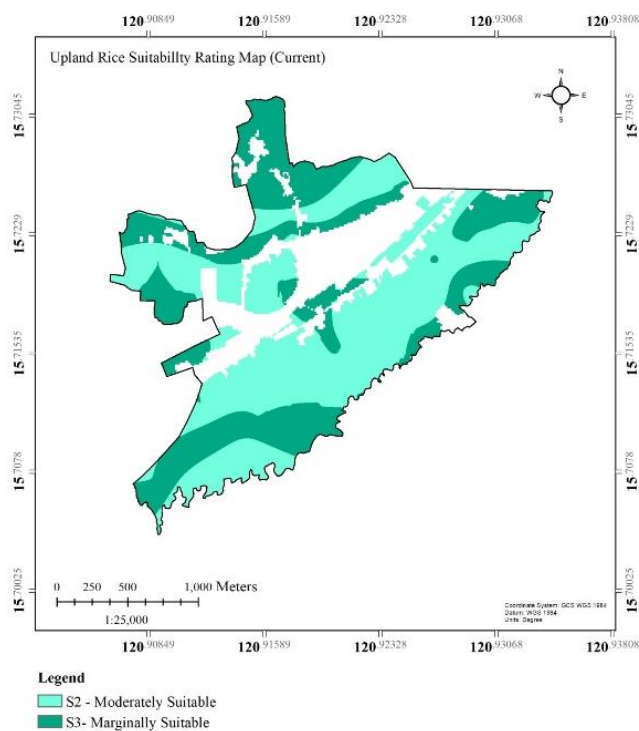 120.90849 120.91589 120.92328 120.93068 120.93808
Upland Rice Suitabillty Rating Map (Current)
N
W E
S
15.73045 15.73045
15.7229 15.7229
15.71535 15.71535
15.7078 15.7078
15.70025 15.70025
0 250 500 1,000 Meters
1:25,000
Coordinate System: GCS WGS 1984
Datum: WGS 1984
Units: Degree
120.90849 120.91589 120.92328 120.93068 120.93808
Legend
S2 - Moderately Suitable
S3- Marginally Suitable